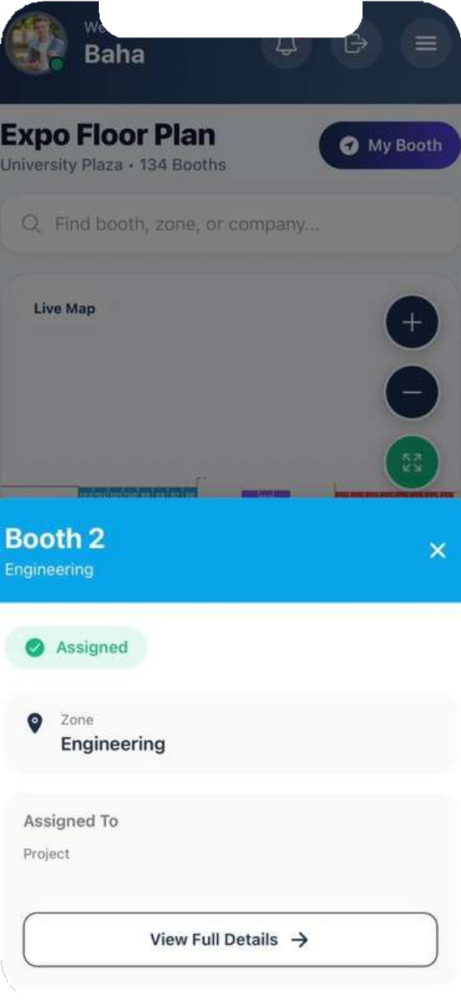 We
Baha
Expo Floor Plan
University Plaza • 134 Booths
My Booth
Find booth, zone, or company...
Live Map
Booth 2
Engineering
Assigned
Zone
Engineering
Assigned To
Project
View Full Details →